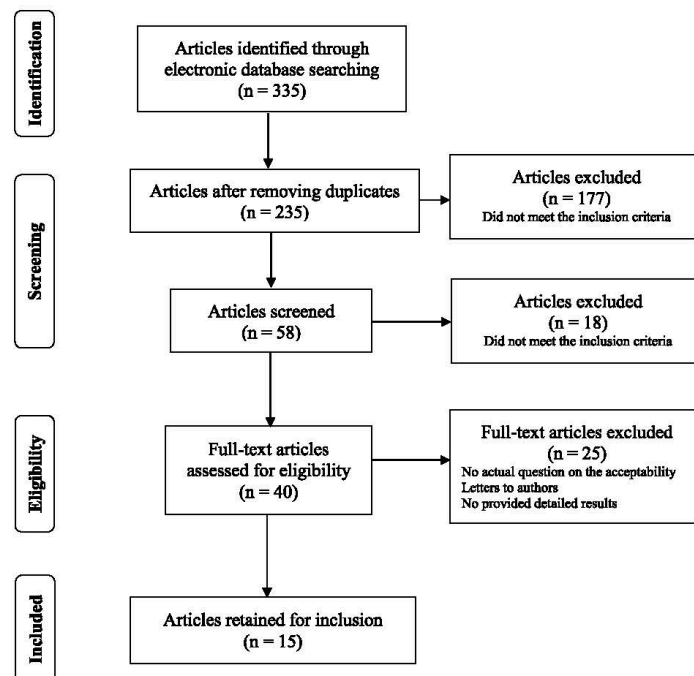 Identification
Articles identified through
electronic database searching
(n = 335)
Screening
Articles after removing duplicates
(n = 235)
Articles excluded
(n = 177)
Did not meet the inclusion criteria
Articles screened
(n = 58)
Articles excluded
(n = 18)
Did not meet the inclusion criteria
Eligibility
Full-text articles
assessed for eligibility
(n = 40)
Full-text articles excluded
(n = 25)
No actual question on the acceptability
Letters to authors
No provided detailed results
Included
Articles retained for inclusion
(n = 15)